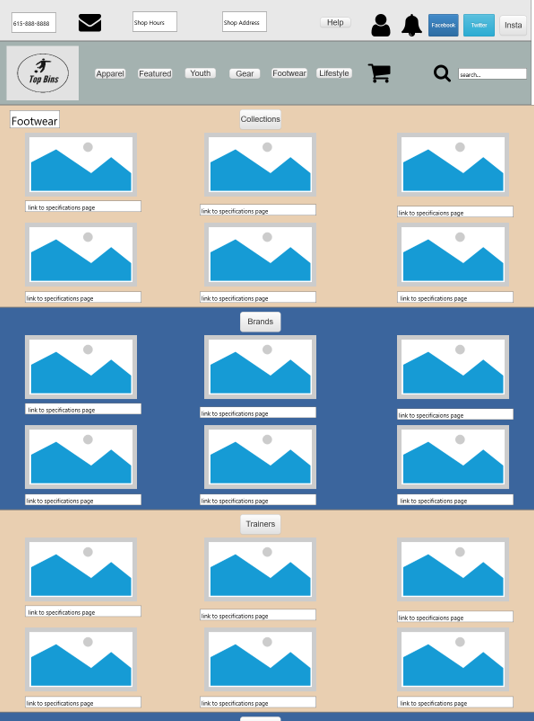 615-888-8888
Shop Hours
Shop Address
Help
Facebook
Twitter
Insta
Top Bins
Apparel
Featured
Youth
Gear
Footwear
Lifestyle
search...
Footwear
Collections
link to specifications page
link to specifications page
link to specificaions page
link to specifications page
link to specifications page
link to specifications page
Brands
link to specifications page
link to specifications page
link to specificaions page
link to specifications page
link to specifications page
link to specifications page
Trainers
link to specifications page
link to specifications page
link to specificaions page
link to specifications page
link to specifications page
link to specifications page